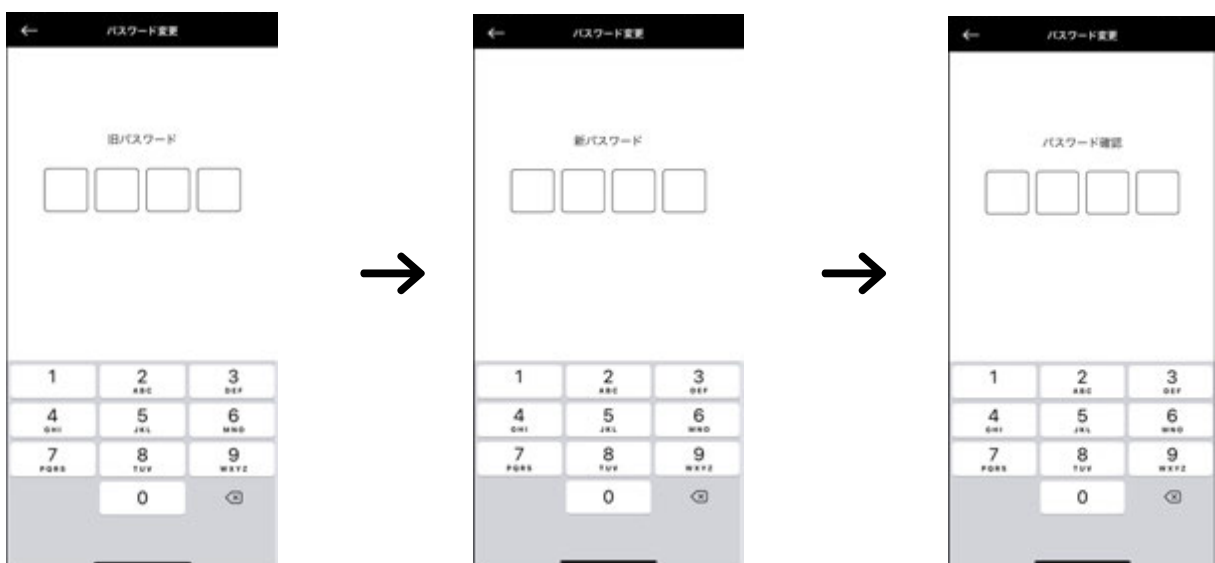 ← パスワード変更
旧パスワード
1 2 3
ABC DEF
4 5 6
GHI JKL MNO
7 8 9
PQRS TUV WXYZ
0
→
← パスワード変更
新パスワード
1 2 3
ABC DEF
4 5 6
GHI JKL MNO
7 8 9
PQRS TUV WXYZ
0
→
← パスワード変更
パスワード確認
1 2 3
ABC DEF
4 5 6
GHI JKL MNO
7 8 9
PQRS TUV WXYZ
0